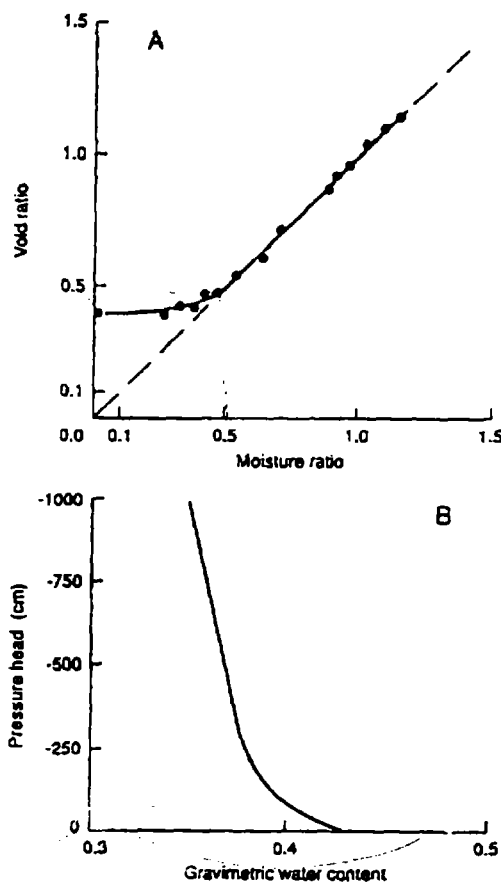 A
1.5
1.0
0.5
0.1
0.0
0.1
0.5
1.0
1.5
Void ratio
Moisture ratio
B
-1000
-750
-500
-250
0
0.3
0.4
0.5
Pressure head (cm)
Gravimetric water content